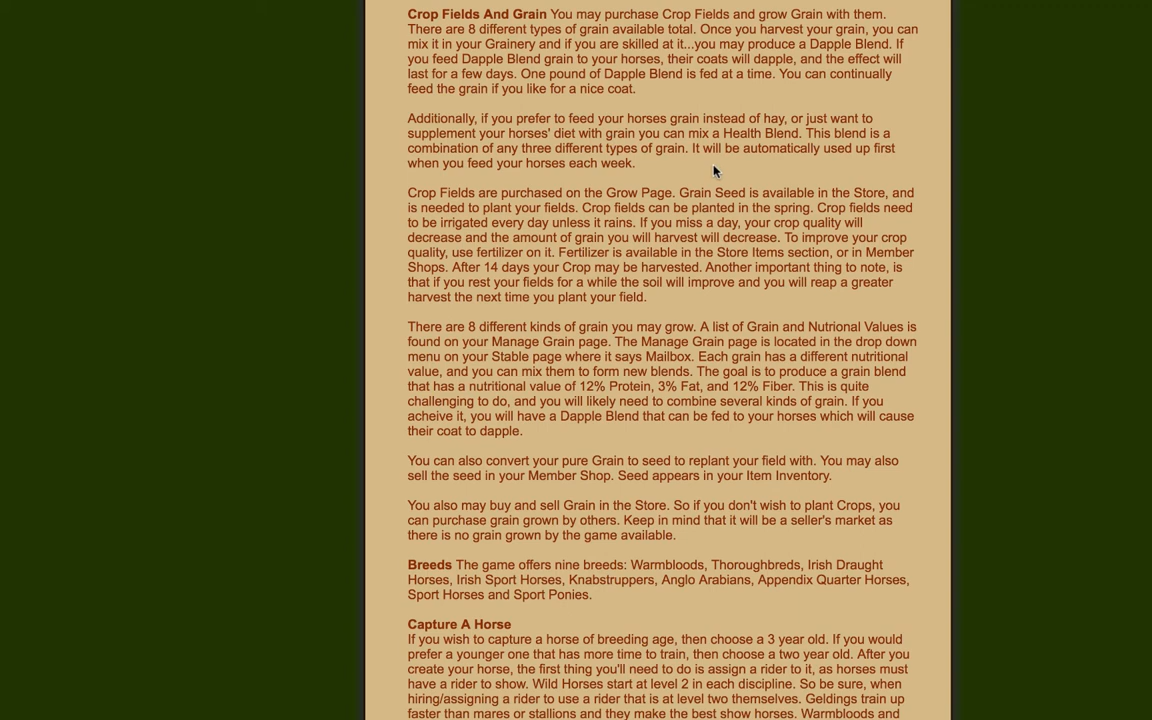 Crop Fields And Grain You may purchase Crop Fields and grow Grain with them.
There are 8 different types of grain available total. Once you harvest your grain, you can
mix it in your Grainery and if you are skilled at it...you may produce a Dapple Blend. If
you feed Dapple Blend grain to your horses, their coats will dapple, and the effect will
last for a few days. One pound of Dapple Blend is fed at a time. You can continually
feed the grain if you like for a nice coat.
Additionally, if you prefer to feed your horses grain instead of hay, or just want to
supplement your horses' diet with grain you can mix a Health Blend. This blend is a
combination of any three different types of grain. It will be automatically used up first
when you feed your horses each week.
Crop Fields are purchased on the Grow Page. Grain Seed is available in the Store, and
is needed to plant your fields. Crop fields can be planted in the spring. Crop fields need
to be irrigated every day unless it rains. If you miss a day, your crop quality will
decrease and the amount of grain you will harvest will decrease. To improve your crop
quality, use fertilizer on it. Fertilizer is available in the Store Items section, or in Member
Shops. After 14 days your Crop may be harvested. Another important thing to note, is
that if you rest your fields for a while the soil will improve and you will reap a greater
harvest the next time you plant your field.
There are 8 different kinds of grain you may grow. A list of Grain and Nutrional Values is
found on your Manage Grain page. The Manage Grain page is located in the drop down
menu on your Stable page where it says Mailbox. Each grain has a different nutritional
value, and you can mix them to form new blends. The goal is to produce a grain blend
that has a nutritional value of 12% Protein, 3% Fat, and 12% Fiber. This is quite
challenging to do, and you will likely need to combine several kinds of grain. If you
acheive it, you will have a Dapple Blend that can be fed to your horses which will cause
their coat to dapple.
You can also convert your pure Grain to seed to replant your field with. You may also
sell the seed in your Member Shop. Seed appears in your Item Inventory.
You also may buy and sell Grain in the Store. So if you don't wish to plant Crops, you
can purchase grain grown by others. Keep in mind that it will be a seller's market as
there is no grain grown by the game available.
Breeds The game offers nine breeds: Warmbloods, Thoroughbreds, Irish Draught
Horses, Irish Sport Horses, Knabstruppers, Anglo Arabians, Appendix Quarter Horses,
Sport Horses and Sport Ponies.
Capture A Horse
If you wish to capture a horse of breeding age, then choose a 3 year old. If you would
prefer a younger one that has more time to train, then choose a two year old. After you
create your horse, the first thing you'll need to do is assign a rider to it, as horses must
have a rider to show. Wild Horses start at level 2 in each discipline. So be sure, when
hiring/assigning a rider to use a rider that is at level two themselves. Geldings train up
faster than mares or stallions and they make the best show horses. Warmbloods and